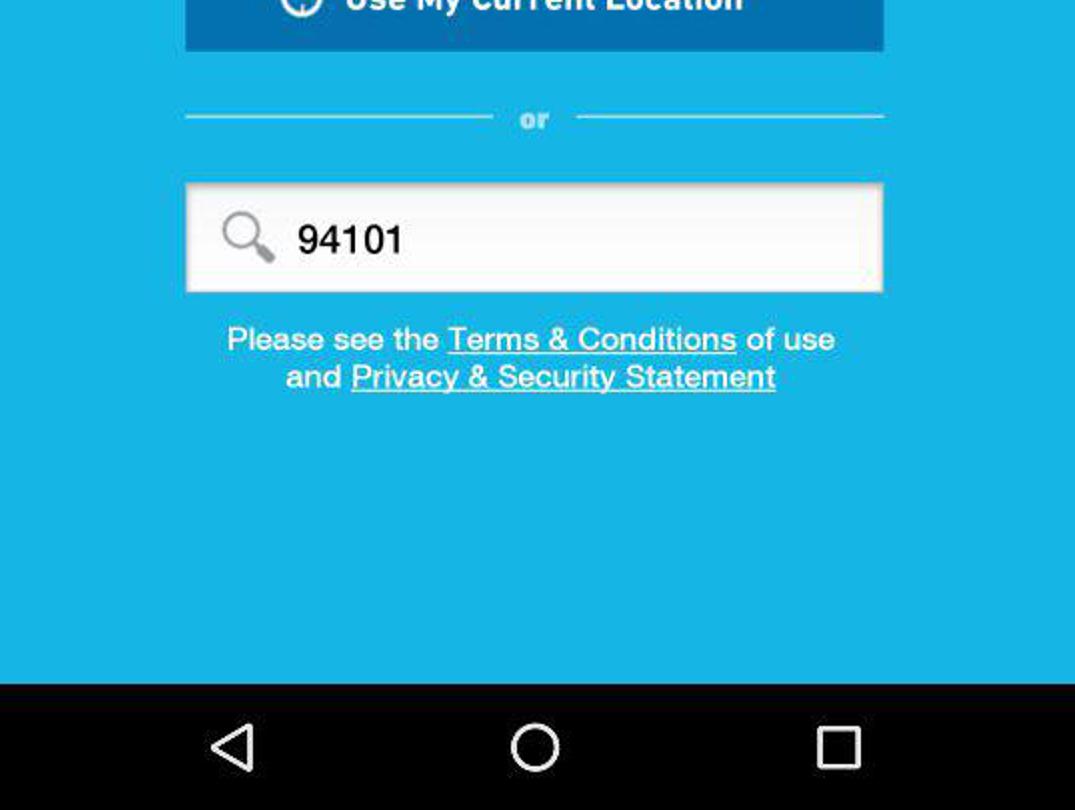 Use My Current Location
or
94101
Please see the Terms & Conditions of use
and Privacy & Security Statement